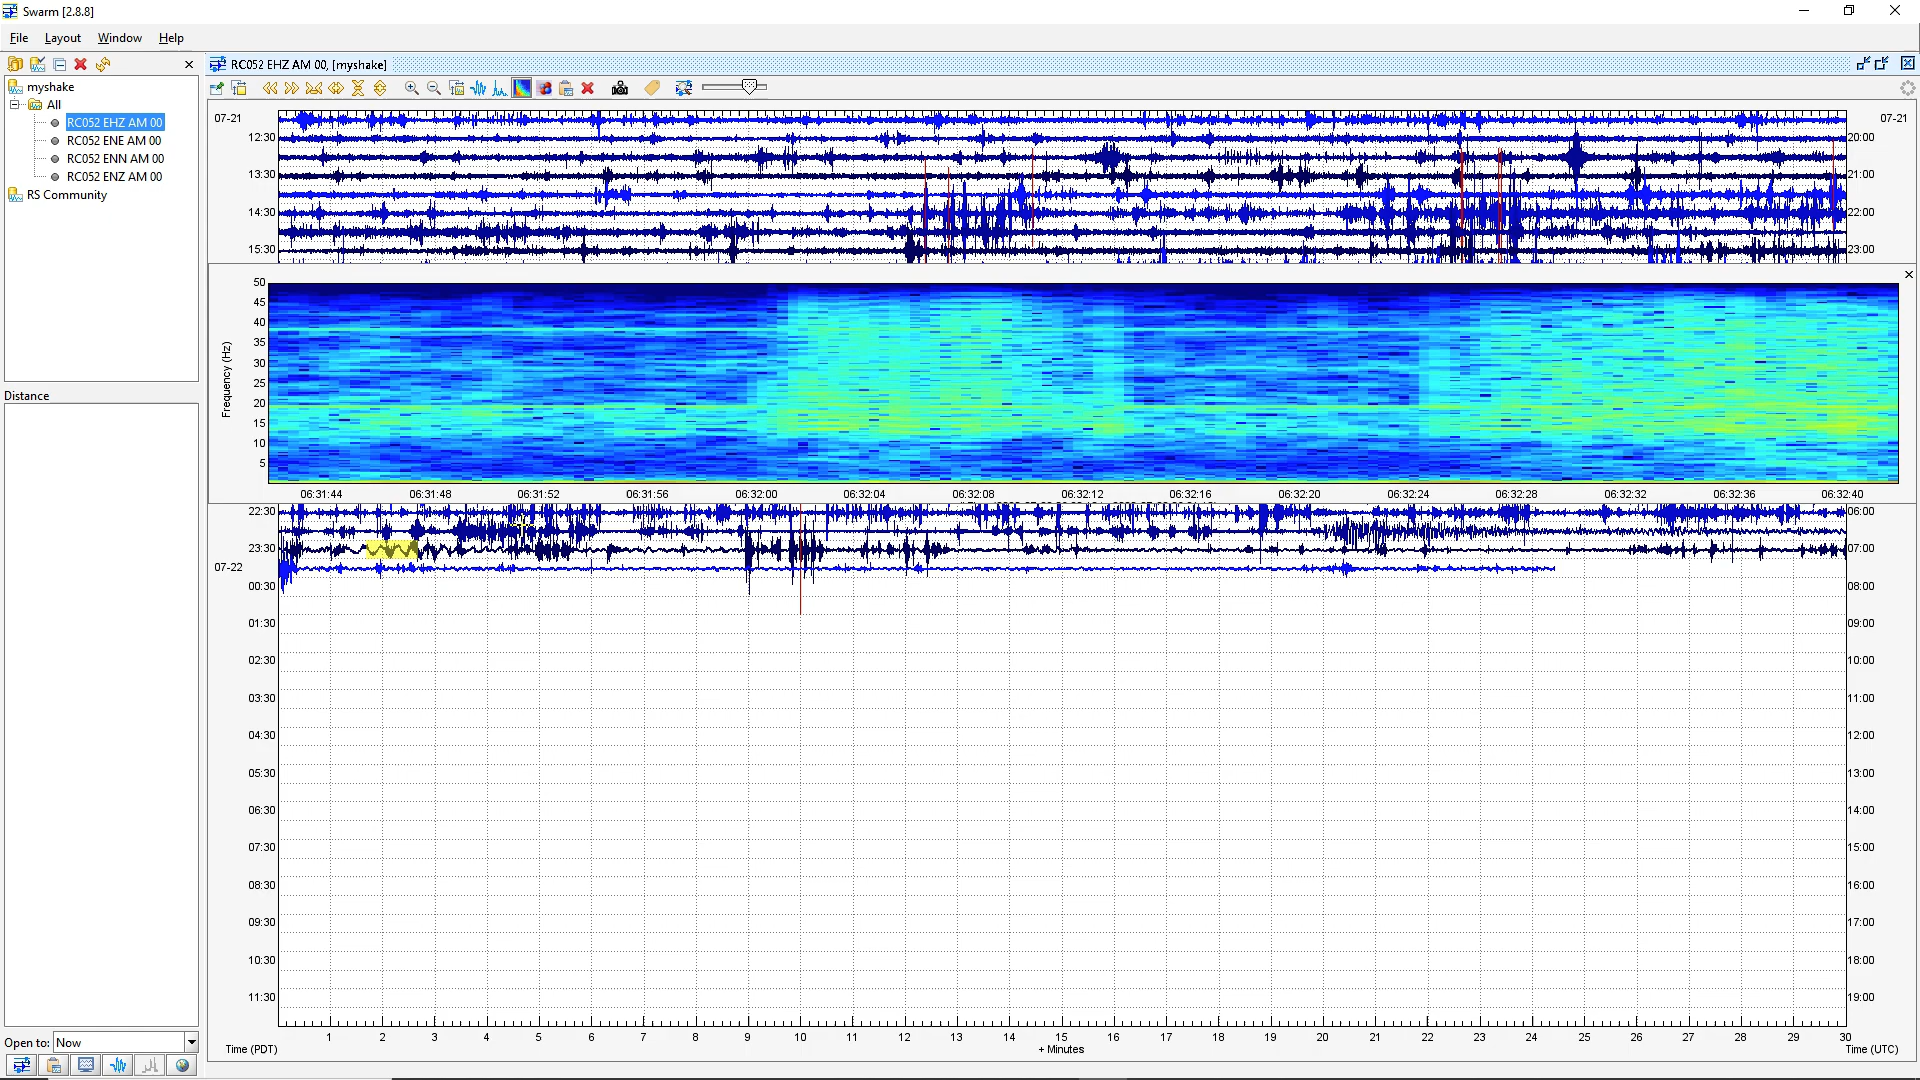 Swarm [2.8.8]
File Layout Window Help
RC052 EHZ AM 00, [myshake]
myshake
All
RC052 EHZ AM 00
RC052 ENE AM 00
RC052 ENN AM 00
RC052 ENZ AM 00
RS Community
Distance
Open to: Now
07-21 07-21
12:30 20:00
13:30 21:00
14:30 22:00
15:30 23:00
Frequency (Hz)
50
45
40
35
30
25
20
15
10
5
06:31:44 06:31:48 06:31:52 06:31:56 06:32:00 06:32:04 06:32:08 06:32:12 06:32:16 06:32:20 06:32:24 06:32:28 06:32:32 06:32:36 06:32:40
22:30 06:00
23:30 07:00
07-22
00:30 08:00
01:30 09:00
02:30 10:00
03:30 11:00
04:30 12:00
05:30 13:00
06:30 14:00
07:30 15:00
08:30 16:00
09:30 17:00
10:30 18:00
11:30 19:00
1 2 3 4 5 6 7 8 9 10 11 12 13 14 15 16 17 18 19 20 21 22 23 24 25 26 27 28 29 30
Time (PDT) + Minutes Time (UTC)